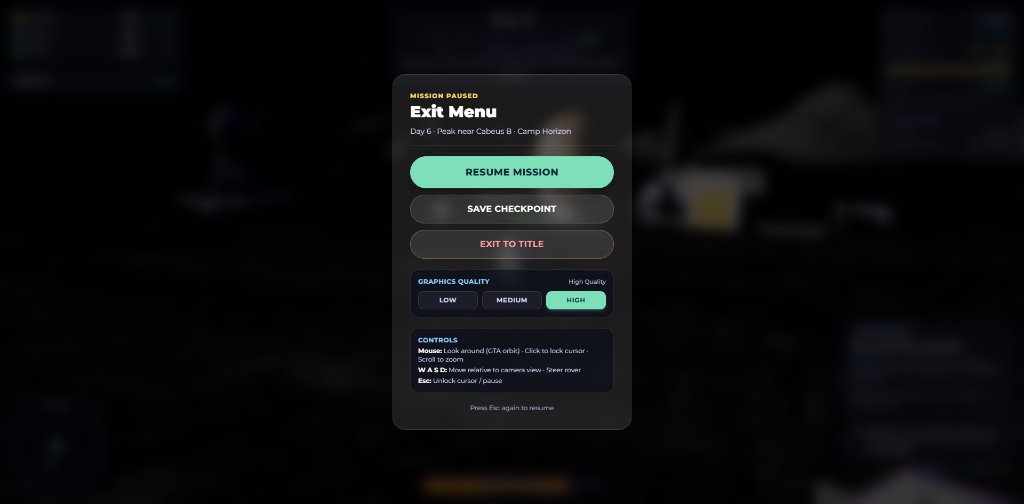 MISSION PAUSED
Exit Menu
Day 6 · Peak near Cabeus B · Camp Horizon
RESUME MISSION
SAVE CHECKPOINT
EXIT TO TITLE
GRAPHICS QUALITY High Quality
LOW MEDIUM HIGH
CONTROLS
Mouse: Look around (GTA orbit) · Click to lock cursor ·
Scroll to zoom
W A S D: Move relative to camera view · Steer rover
Esc: Unlock cursor / pause
Press Esc again to resume